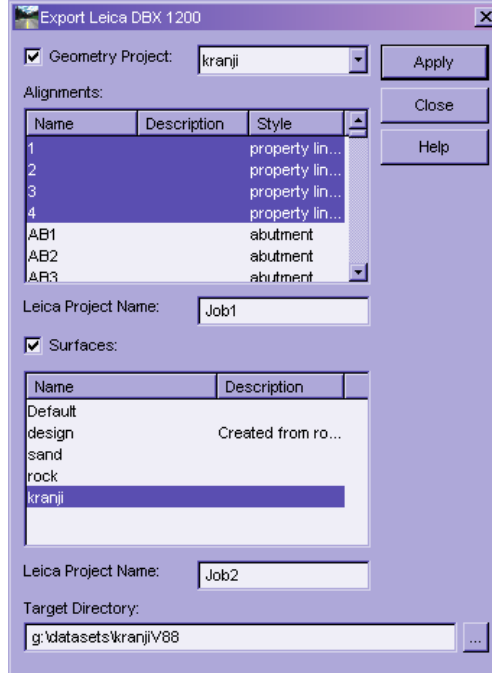 Export Leica DBX 1200
Geometry Project: kranji
Apply
Alignments:
Close
Name Description Style
Help
1 property lin...
2 property lin...
3 property lin...
4 property lin...
AB1 abutment
AB2 abutment
AB3 abutment
Leica Project Name: Job1
Surfaces:
Name Description
Default
design Created from ro...
sand
rock
kranji
Leica Project Name: Job2
Target Directory:
g:\datasets\kranjiV88 ...